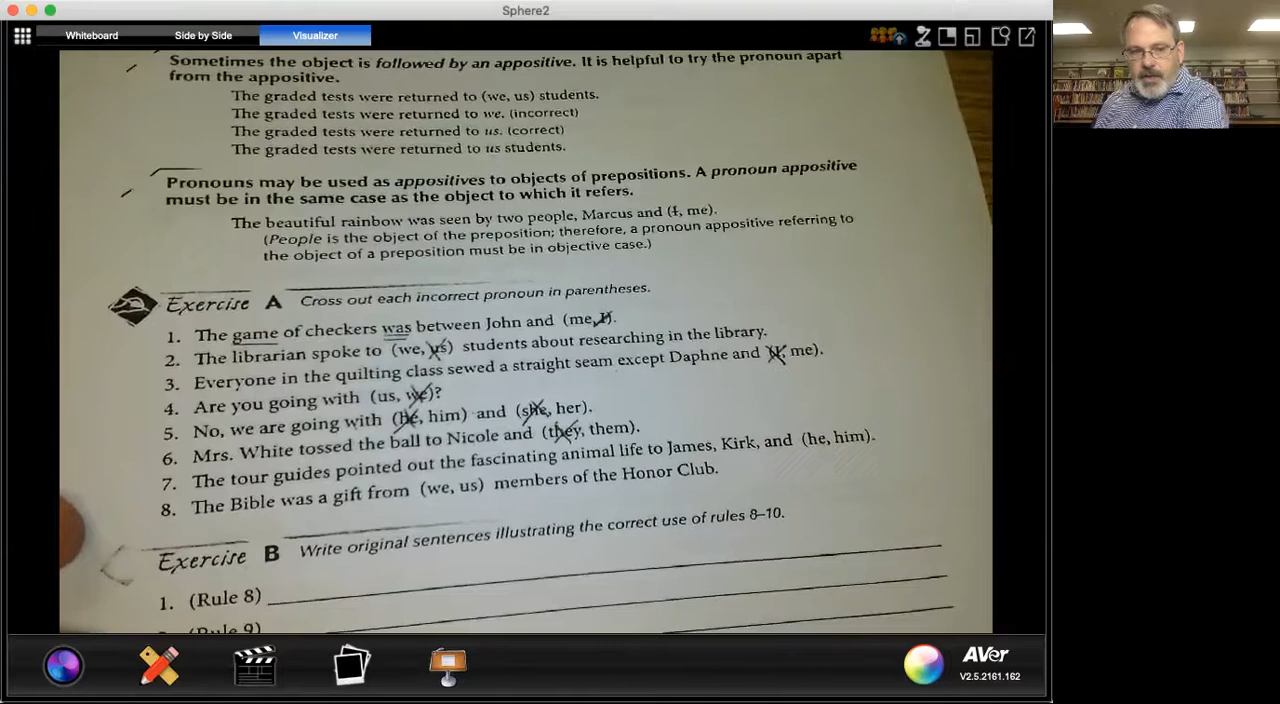 Sphere2
Whiteboard Side by Side Visualizer
Sometimes the object is followed by an appositive. It is helpful to try the pronoun apart
from the appositive.
The graded tests were returned to (we, us) students.
The graded tests were returned to we. (incorrect)
The graded tests were returned to us. (correct)
The graded tests were returned to us students.
Pronouns may be used as appositives to objects of prepositions. A pronoun appositive
must be in the same case as the object to which it refers.
The beautiful rainbow was seen by two people, Marcus and (I, me).
(People is the object of the preposition; therefore, a pronoun appositive referring to
the object of a preposition must be in objective case.)
Exercise A Cross out each incorrect pronoun in parentheses.
1. The game of checkers was between John and (me, I).
2. The librarian spoke to (we, us) students about researching in the library.
3. Everyone in the quilting class sewed a straight seam except Daphne and (I, me).
4. Are you going with (us, we)?
5. No, we are going with (he, him) and (she, her).
6. Mrs. White tossed the ball to Nicole and (they, them).
7. The tour guides pointed out the fascinating animal life to James, Kirk, and (he, him).
8. The Bible was a gift from (we, us) members of the Honor Club.
Exercise B Write original sentences illustrating the correct use of rules 8–10.
1. (Rule 8)
(Rule 9)
AVer
V2.5.2161.162